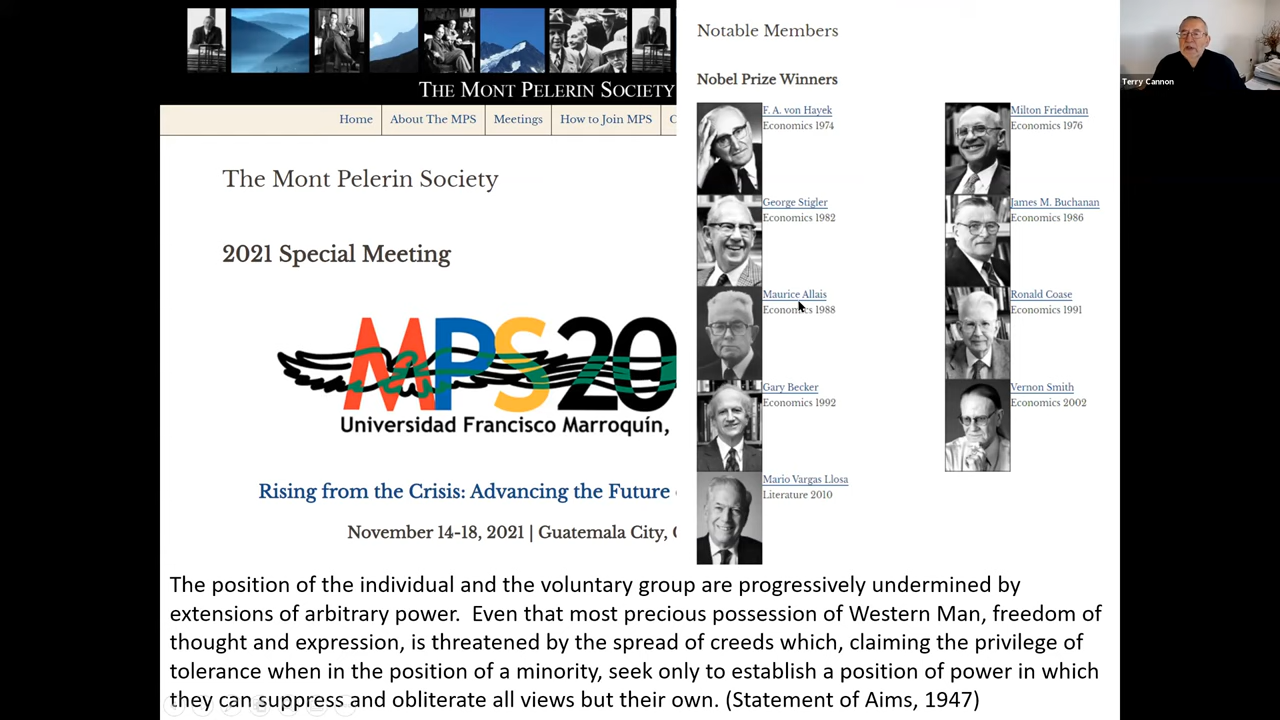 THE MONT PELERIN SOCIETY
Home
About The MPS
Meetings
How to Join MPS
The Mont Pelerin Society
2021 Special Meeting
MPS20
Universidad Francisco Marroquín,
Rising from the Crisis: Advancing the Future
November 14-18, 2021 | Guatemala City,
Notable Members
Nobel Prize Winners
F. A. von Hayek
Economics 1974
Milton Friedman
Economics 1976
George Stigler
Economics 1982
James M. Buchanan
Economics 1986
Maurice Allais
Economics 1988
Ronald Coase
Economics 1991
Gary Becker
Economics 1992
Vernon Smith
Economics 2002
Mario Vargas Llosa
Literature 2010
The position of the individual and the voluntary group are progressively undermined by
extensions of arbitrary power.  Even that most precious possession of Western Man, freedom of
thought and expression, is threatened by the spread of creeds which, claiming the privilege of
tolerance when in the position of a minority, seek only to establish a position of power in which
they can suppress and obliterate all views but their own. (Statement of Aims, 1947)
Terry Cannon